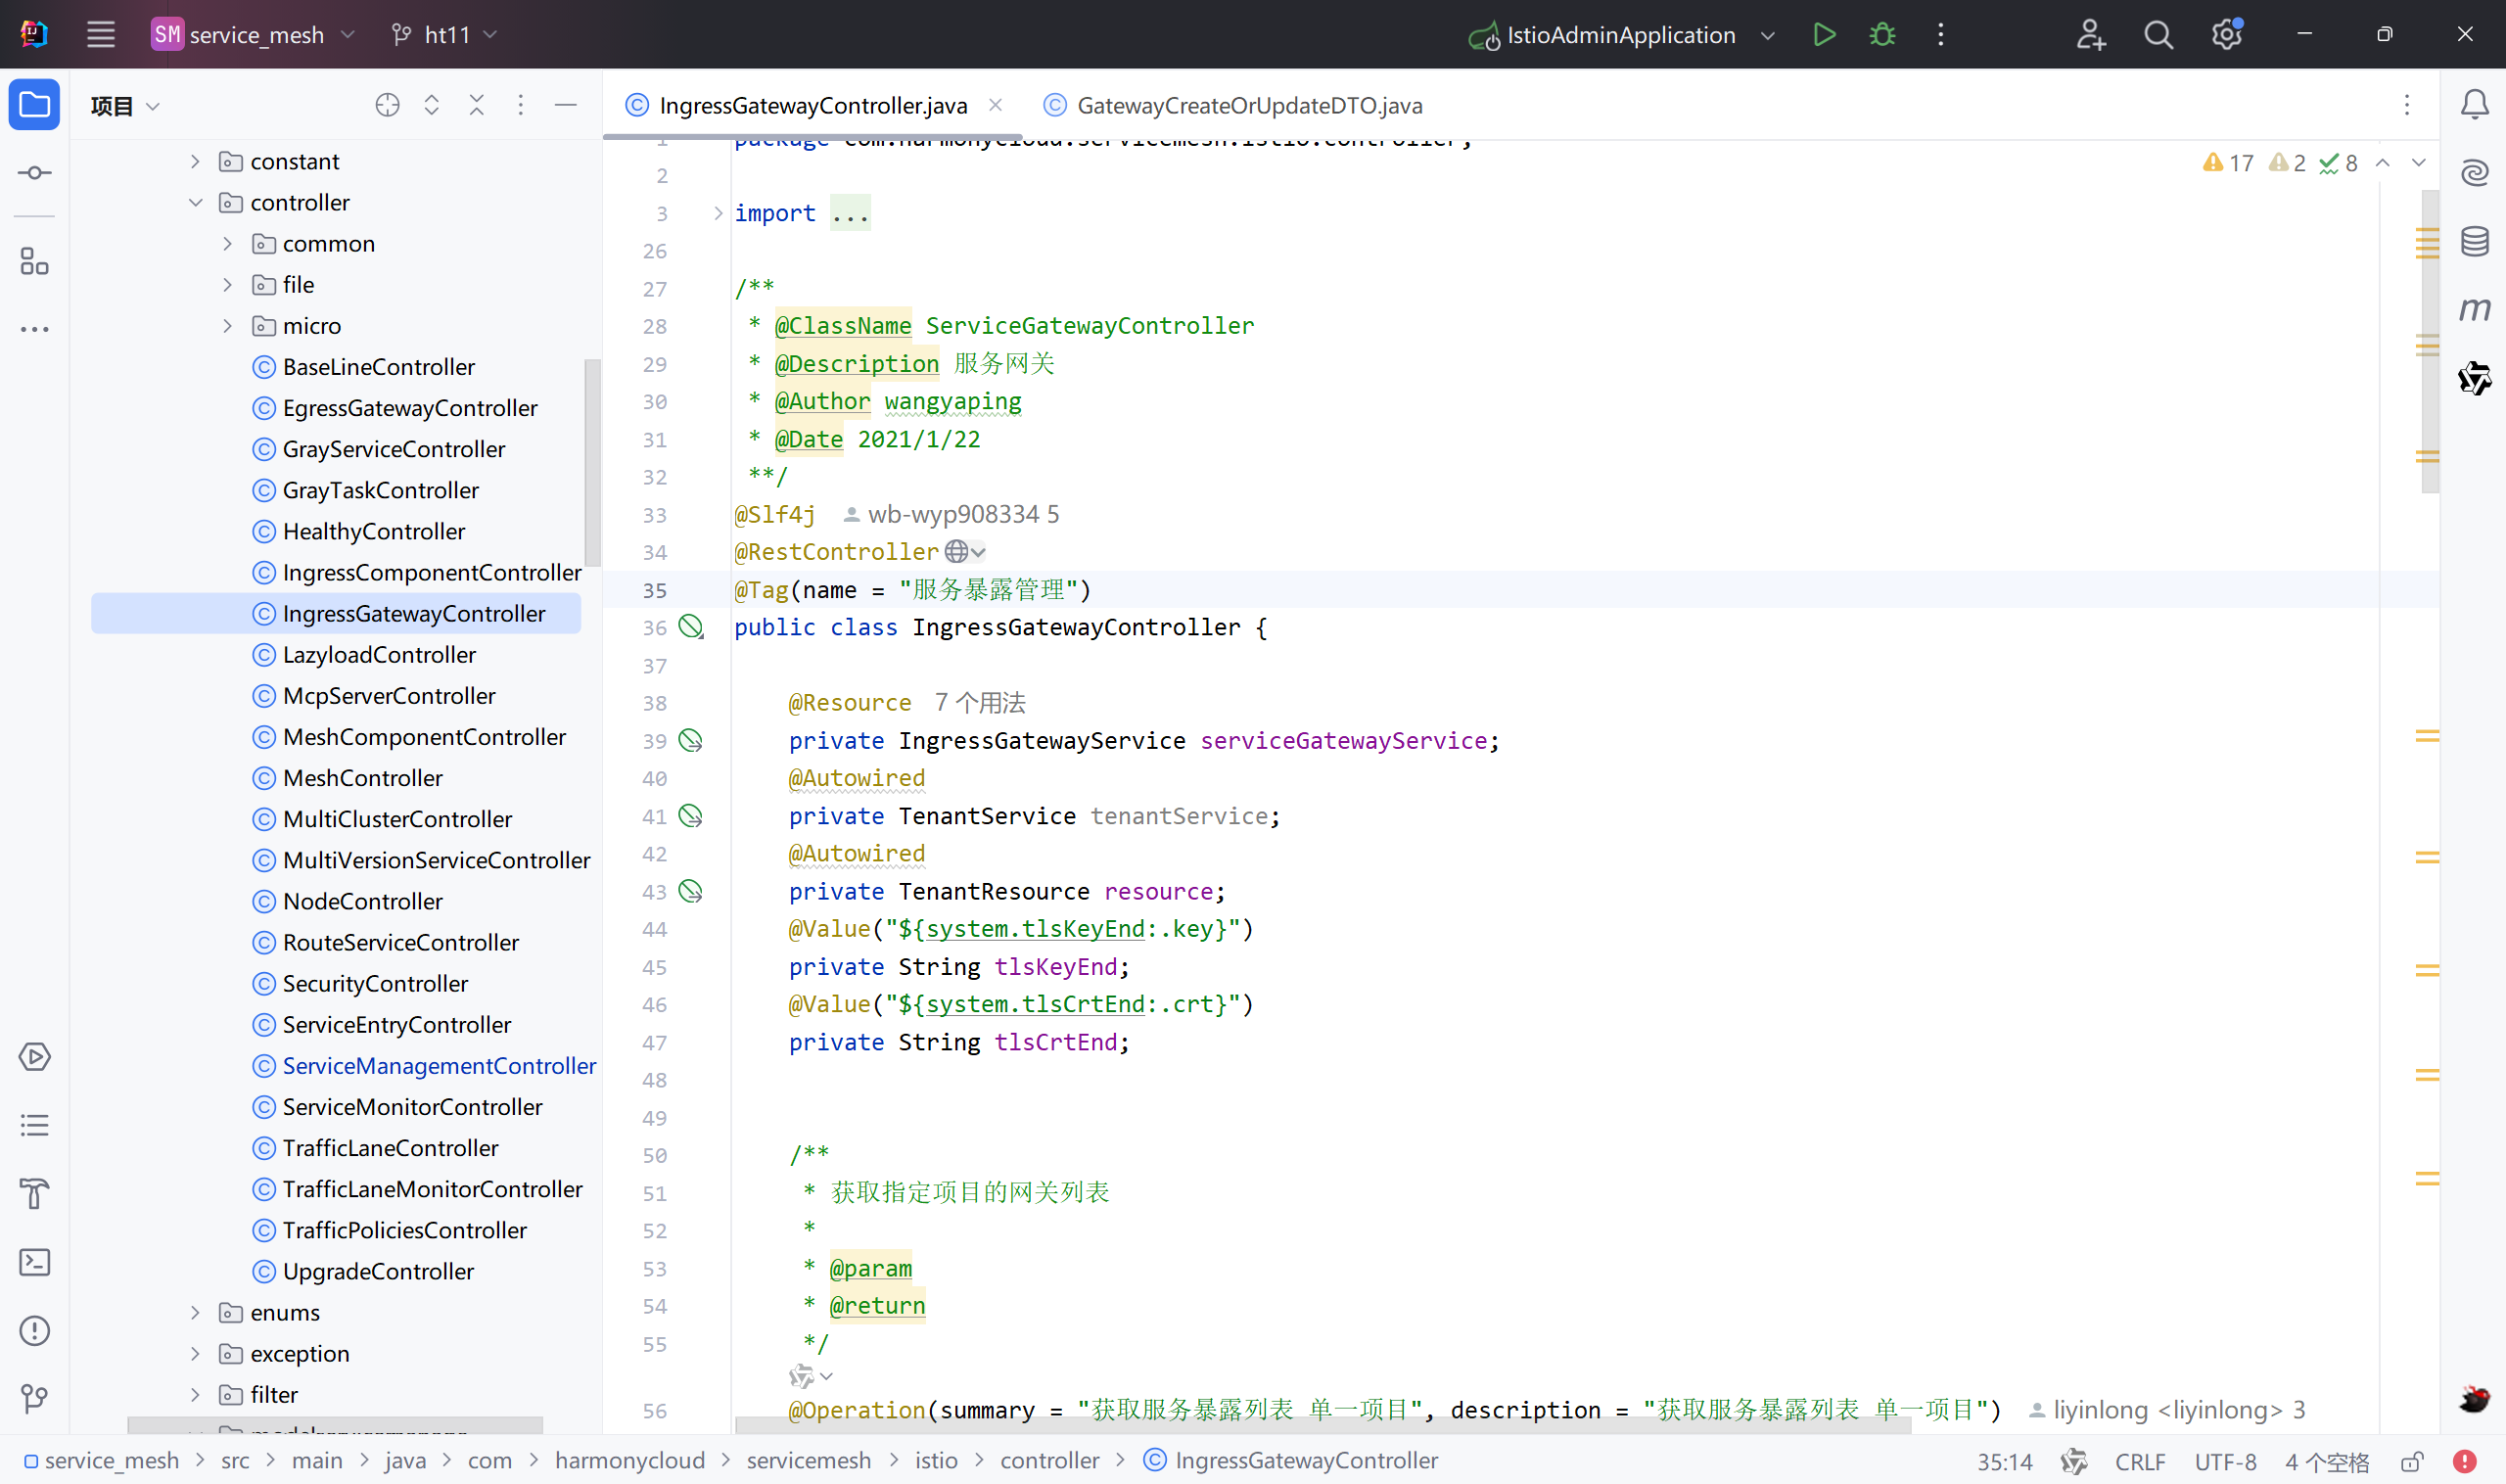 SM service_mesh ht11 IstioAdminApplication
项目
constant
controller
common
file
micro
BaseLineController
EgressGatewayController
GrayServiceController
GrayTaskController
HealthyController
IngressComponentController
IngressGatewayController
LazyloadController
McpServerController
MeshComponentController
MeshController
MultiClusterController
MultiVersionServiceController
NodeController
RouteServiceController
SecurityController
ServiceEntryController
ServiceManagementController
ServiceMonitorController
TrafficLaneController
TrafficLaneMonitorController
TrafficPoliciesController
UpgradeController
enums
exception
filter
IngressGatewayController.java GatewayCreateOrUpdateDTO.java
17 2 8
1 package com.harmonycloud.servicemesh.istio.controller;
2
3 import ...
26
27 /**
28 * @ClassName ServiceGatewayController
29 * @Description 服务网关
30 * @Author wangyaping
31 * @Date 2021/1/22
32 **/
33 @Slf4j wb-wyp908334 5
34 @RestController
35 @Tag(name = "服务暴露管理")
36 public class IngressGatewayController {
37
38 @Resource 7 个用法
39 private IngressGatewayService serviceGatewayService;
40 @Autowired
41 private TenantService tenantService;
42 @Autowired
43 private TenantResource resource;
44 @Value("${system.tlsKeyEnd:.key}")
45 private String tlsKeyEnd;
46 @Value("${system.tlsCrtEnd:.crt}")
47 private String tlsCrtEnd;
48
49
50 /**
51 * 获取指定项目的网关列表
52 *
53 * @param
54 * @return
55 */
56 @Operation(summary = "获取服务暴露列表 单一项目", description = "获取服务暴露列表 单一项目") liyinlong <liyinlong> 3
service_mesh > src > main > java > com > harmonycloud > servicemesh > istio > controller > IngressGatewayController
35:14 CRLF UTF-8 4 个空格